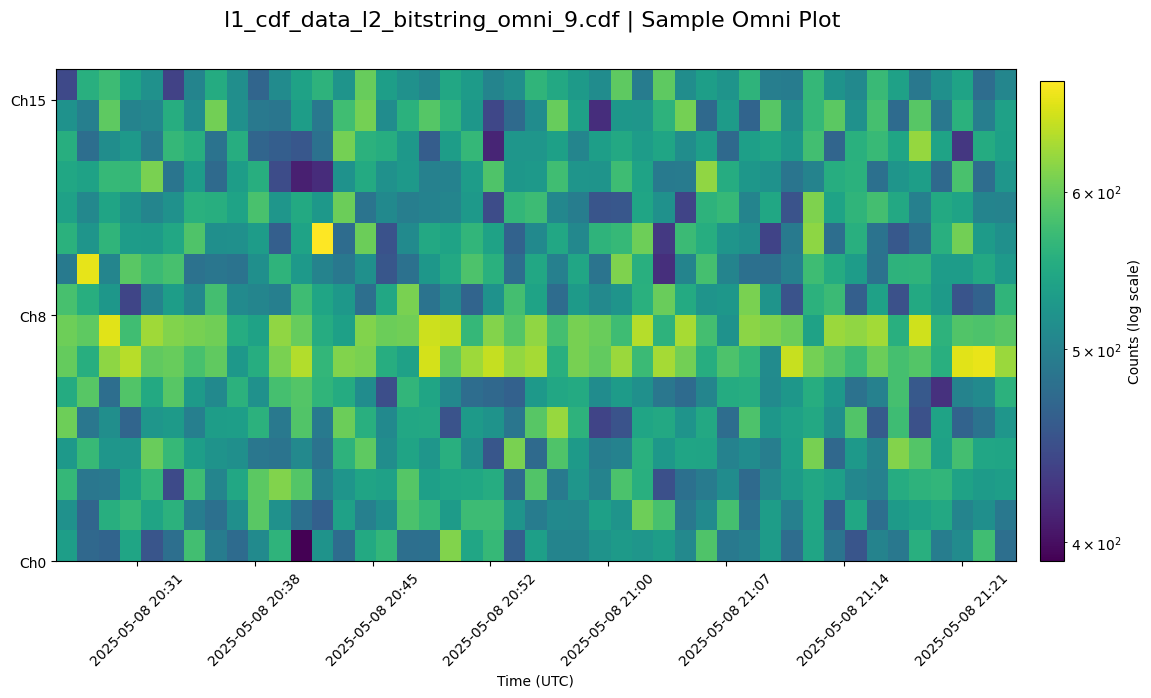 l1_cdf_data_l2_bitstring_omni_9.cdf | Sample Omni Plot
Ch15
Ch8
Ch0
2025-05-08 20:31
2025-05-08 20:38
2025-05-08 20:45
2025-05-08 20:52
2025-05-08 21:00
2025-05-08 21:07
2025-05-08 21:14
2025-05-08 21:21
Time (UTC)
6 × 10²
5 × 10²
4 × 10²
Counts (log scale)